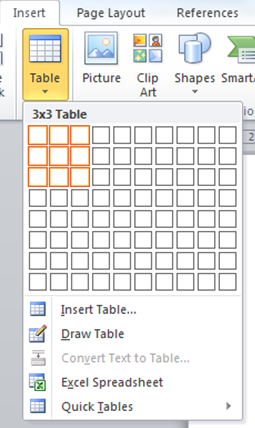 Insert Page Layout References
Table Picture Clip Art Shapes
3x3 Table
Insert Table...
Draw Table
Convert Text to Table...
Excel Spreadsheet
Quick Tables